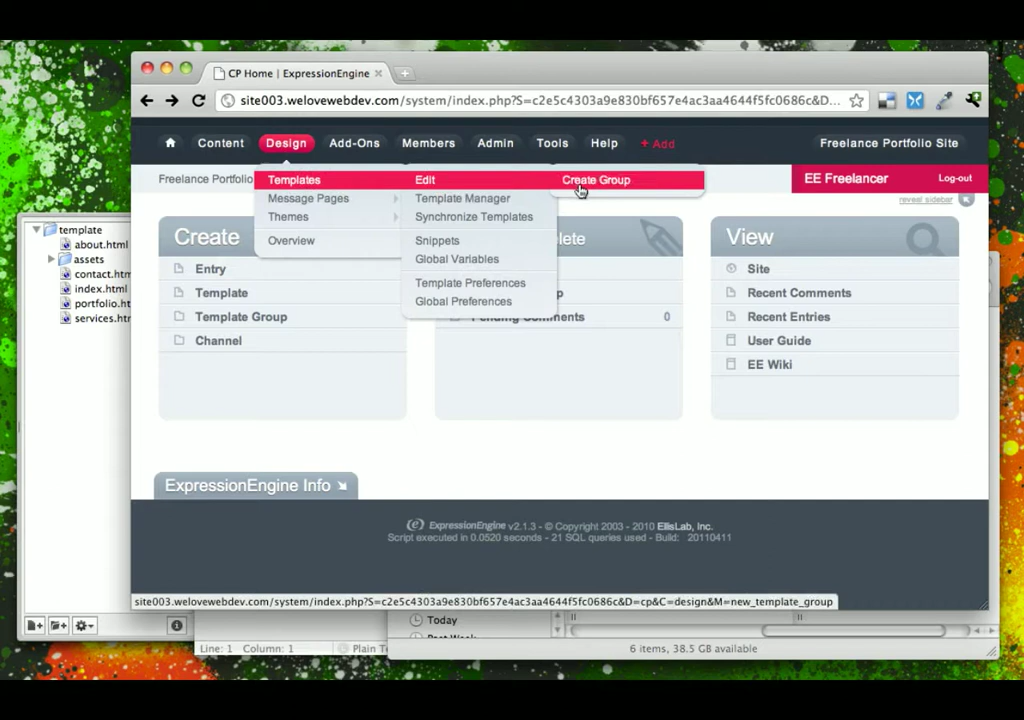 CP Home | ExpressionEngine
site003.welovewebdev.com/system/index.php?S=c2e5c4303a9e830bf657e4ac3aa4644f5fc0686c&D...
Content
Design
Add-Ons
Members
Admin
Tools
Help
+ Add
Freelance Portfolio Site
Freelance Portfolio
Templates
Edit
Create Group
EE Freelancer
Log-out
Message Pages
Template Manager
reveal sidebar
Themes
Synchronize Templates
Overview
Snippets
Global Variables
Template Preferences
Global Preferences
template
about.html
assets
contact.htm
index.html
portfolio.ht
services.htm
Create
Entry
Template
Template Group
Channel
lete
Pending Comments
0
View
Site
Recent Comments
Recent Entries
User Guide
EE Wiki
ExpressionEngine Info
ExpressionEngine v2.1.3 - © Copyright 2003 - 2010 EllisLab, Inc.
Script executed in 0.0520 seconds - 21 SQL queries used - Build: 20110411
site003.welovewebdev.com/system/index.php?S=c2e5c4303a9e830bf657e4ac3aa4644f5fc0686c&D=cp&C=design&M=new_template_group
Today
Past Week
Line: 1 Column: 1
Plain Te
6 items, 38.5 GB available